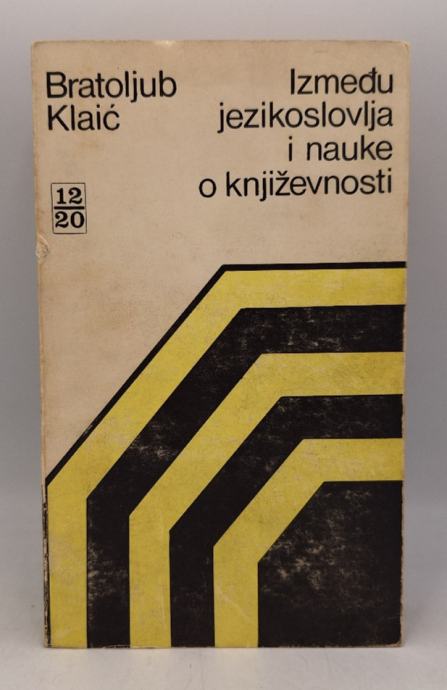 Bratoljub
Klaić
Između
jezikoslovlja
i nauke
o književnosti
12
20